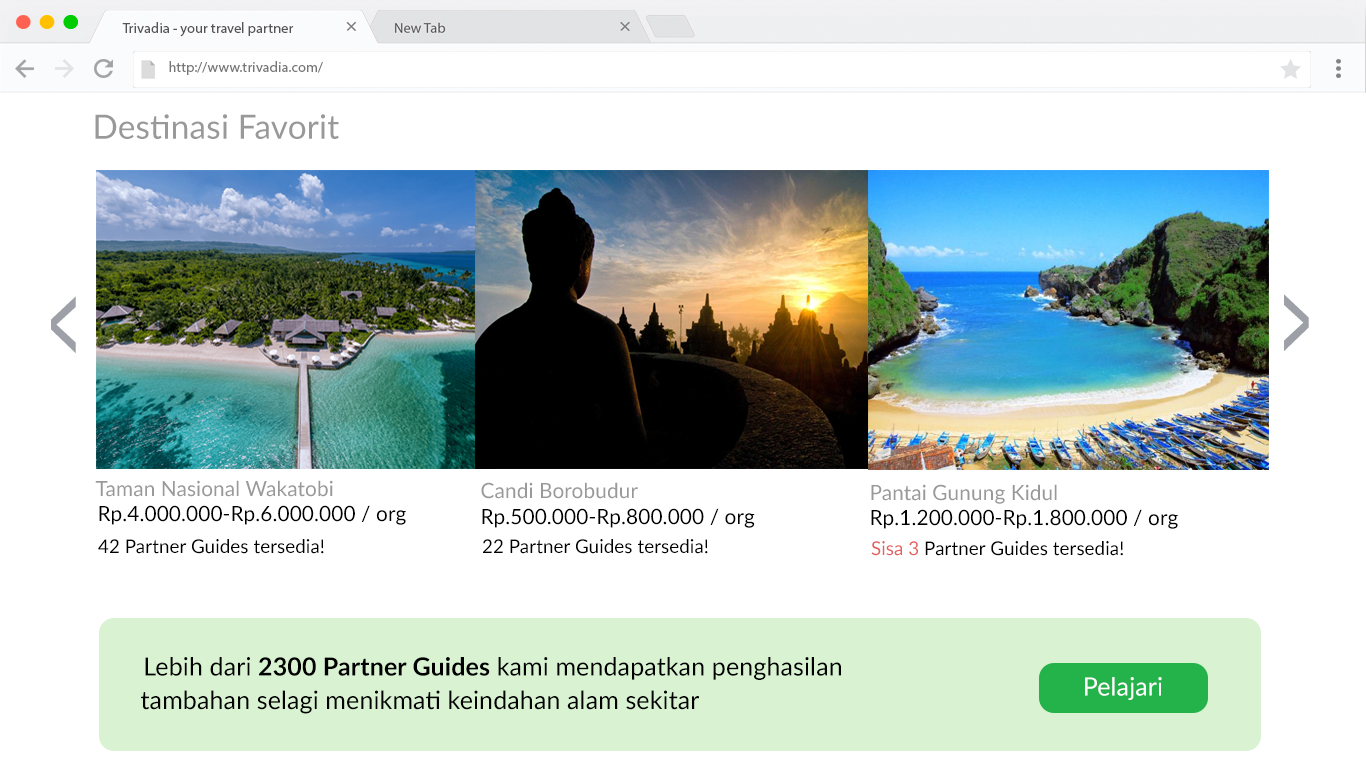 Trivadia - your travel partner
New Tab
http://www.trivadia.com/
Destinasi Favorit
Taman Nasional Wakatobi
Rp.4.000.000-Rp.6.000.000 / org
42 Partner Guides tersedia!
Candi Borobudur
Rp.500.000-Rp.800.000 / org
22 Partner Guides tersedia!
Pantai Gunung Kidul
Rp.1.200.000-Rp.1.800.000 / org
Sisa 3 Partner Guides tersedia!
Lebih dari 2300 Partner Guides kami mendapatkan penghasilan
tambahan selagi menikmati keindahan alam sekitar
Pelajari